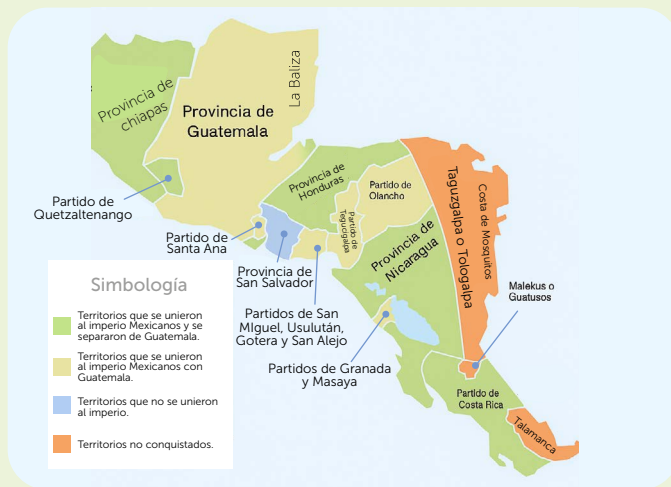 Provincia de
chiapas
Provincia de
Guatemala
La Baliza
Partido de
Quetzaltenango
Partido de
Santa Ana
Provincia de
San Salvador
Provincia de
Honduras
Partido de
Tegucigalpa
Partido de
Olancho
Taguzgalpa o Tologalpa
Costa de Mosquitos
Provincia de
Nicaragua
Malekus o
Guatusos
Partidos de San
MIguel, Usulután,
Gotera y San Alejo
Partidos de Granada
y Masaya
Partido de
Costa Rica
Talamanca
Simbología
Territorios que se unieron
al imperio Mexicanos y se
separaron de Guatemala.
Territorios que se unieron
al imperio Mexicanos con
Guatemala.
Territorios que no se unieron
al imperio.
Territorios no conquistados.